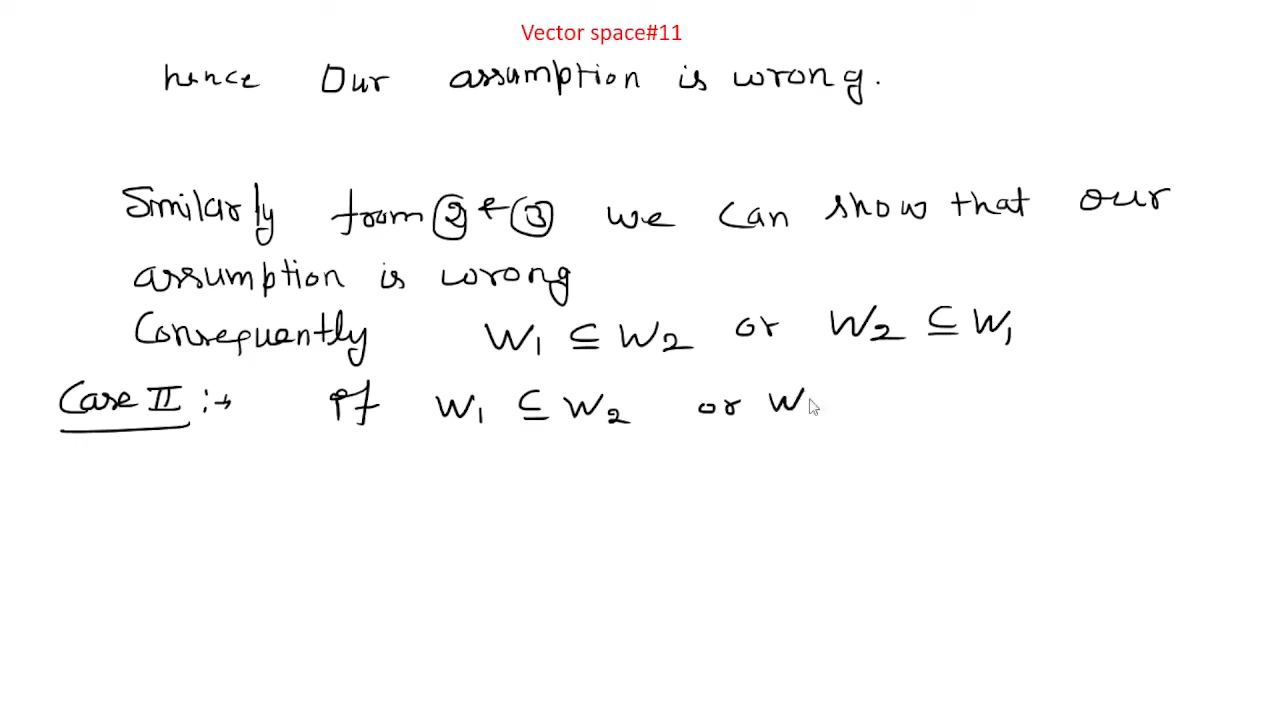 Vector space#11
hence Our assumption is wrong.
Similarly from ② & ③ we can show that our
assumption is wrong
Consequently W₁ ⊆ W₂ or W₂ ⊆ W₁
Case II :→ If W₁ ⊆ W₂ or W